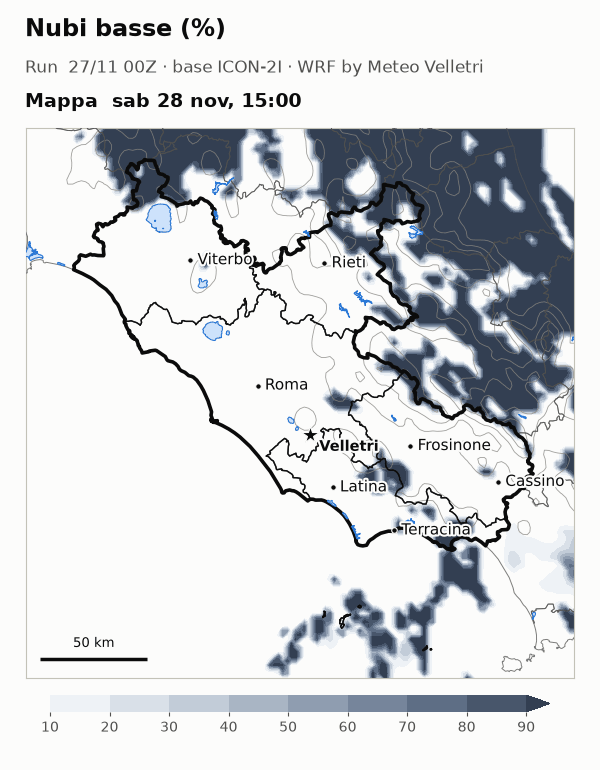 Nubi basse (%)
Run  27/11 00Z · base ICON-2I · WRF by Meteo Velletri
Mappa  sab 28 nov, 15:00
Viterbo
Rieti
Roma
Velletri
Frosinone
Latina
Cassino
Terracina
50 km
10 20 30 40 50 60 70 80 90